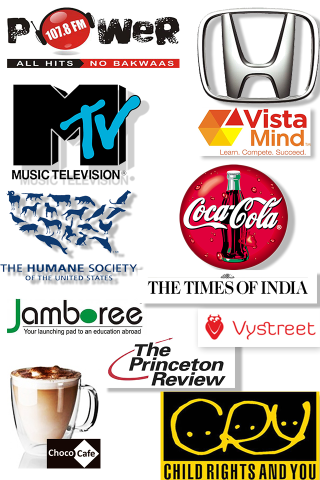 POWER
107.8 FM
ALL HITS NO BAKWAAS
Vista
Mind
Learn. Compete. Succeed.
MTV
MUSIC TELEVISION®
Coca-Cola
THE HUMANE SOCIETY
OF THE UNITED STATES
THE TIMES OF INDIA
Jamboree
Your launching pad to an education abroad
Vystreet
The
Princeton
Review
Choco Cafe
CRY
CHILD RIGHTS AND YOU